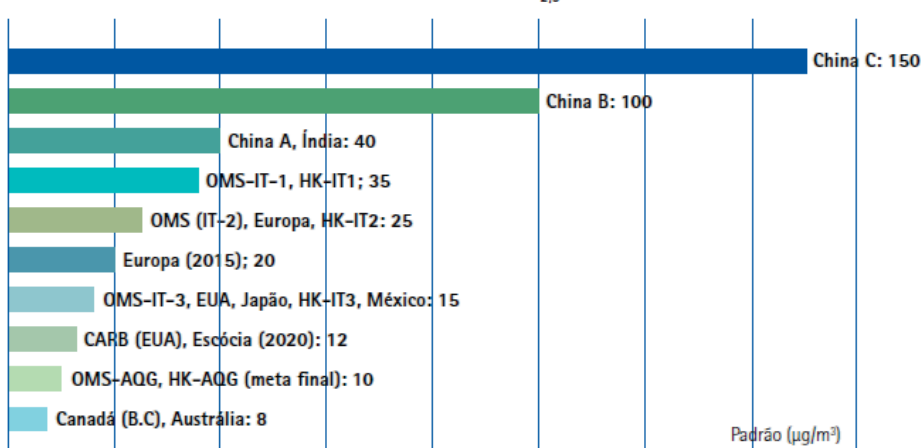 2,5
China C: 150
China B: 100
China A, Índia: 40
OMS-IT-1, HK-IT1; 35
OMS (IT-2), Europa, HK-IT2: 25
Europa (2015); 20
OMS-IT-3, EUA, Japão, HK-IT3, México: 15
CARB (EUA), Escócia (2020): 12
OMS-AQG, HK-AQG (meta final): 10
Canadá (B.C), Austrália: 8
Padrão (µg/m³)